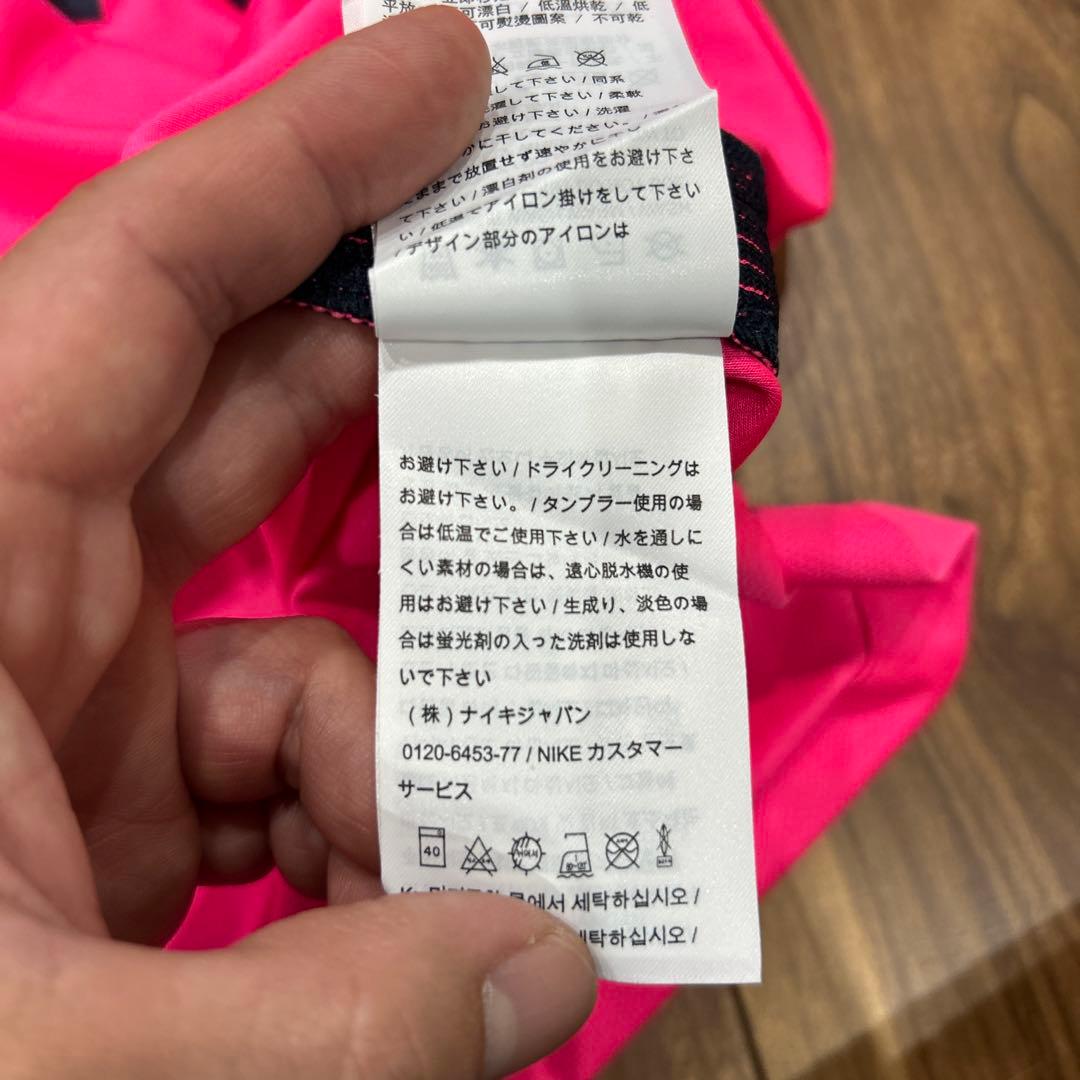 可漂白 / 低溫烘乾 / 低
可熨燙圖案 / 不可乾
して下さい / 同系
濯して下さい / 柔軟
お避け下さい / 洗濯
かに干してください。
ままで放置せず速やかに干し
て下さい / 漂白剤の使用をお避け下さ
い / 低温でアイロン掛けをして下さい
/ デザイン部分のアイロンは
お避け下さい / ドライクリーニングは
お避け下さい。 / タンブラー使用の場
合は低温でご使用下さい / 水を通しに
くい素材の場合は、遠心脱水機の使
用はお避け下さい / 生成り、淡色の場
合は蛍光剤の入った洗剤は使用しな
いで下さい
(株) ナイキジャパン
0120-6453-77 / NIKE カスタマー
サービス
40
에서 세탁하십시오 /
세탁하십시오 /